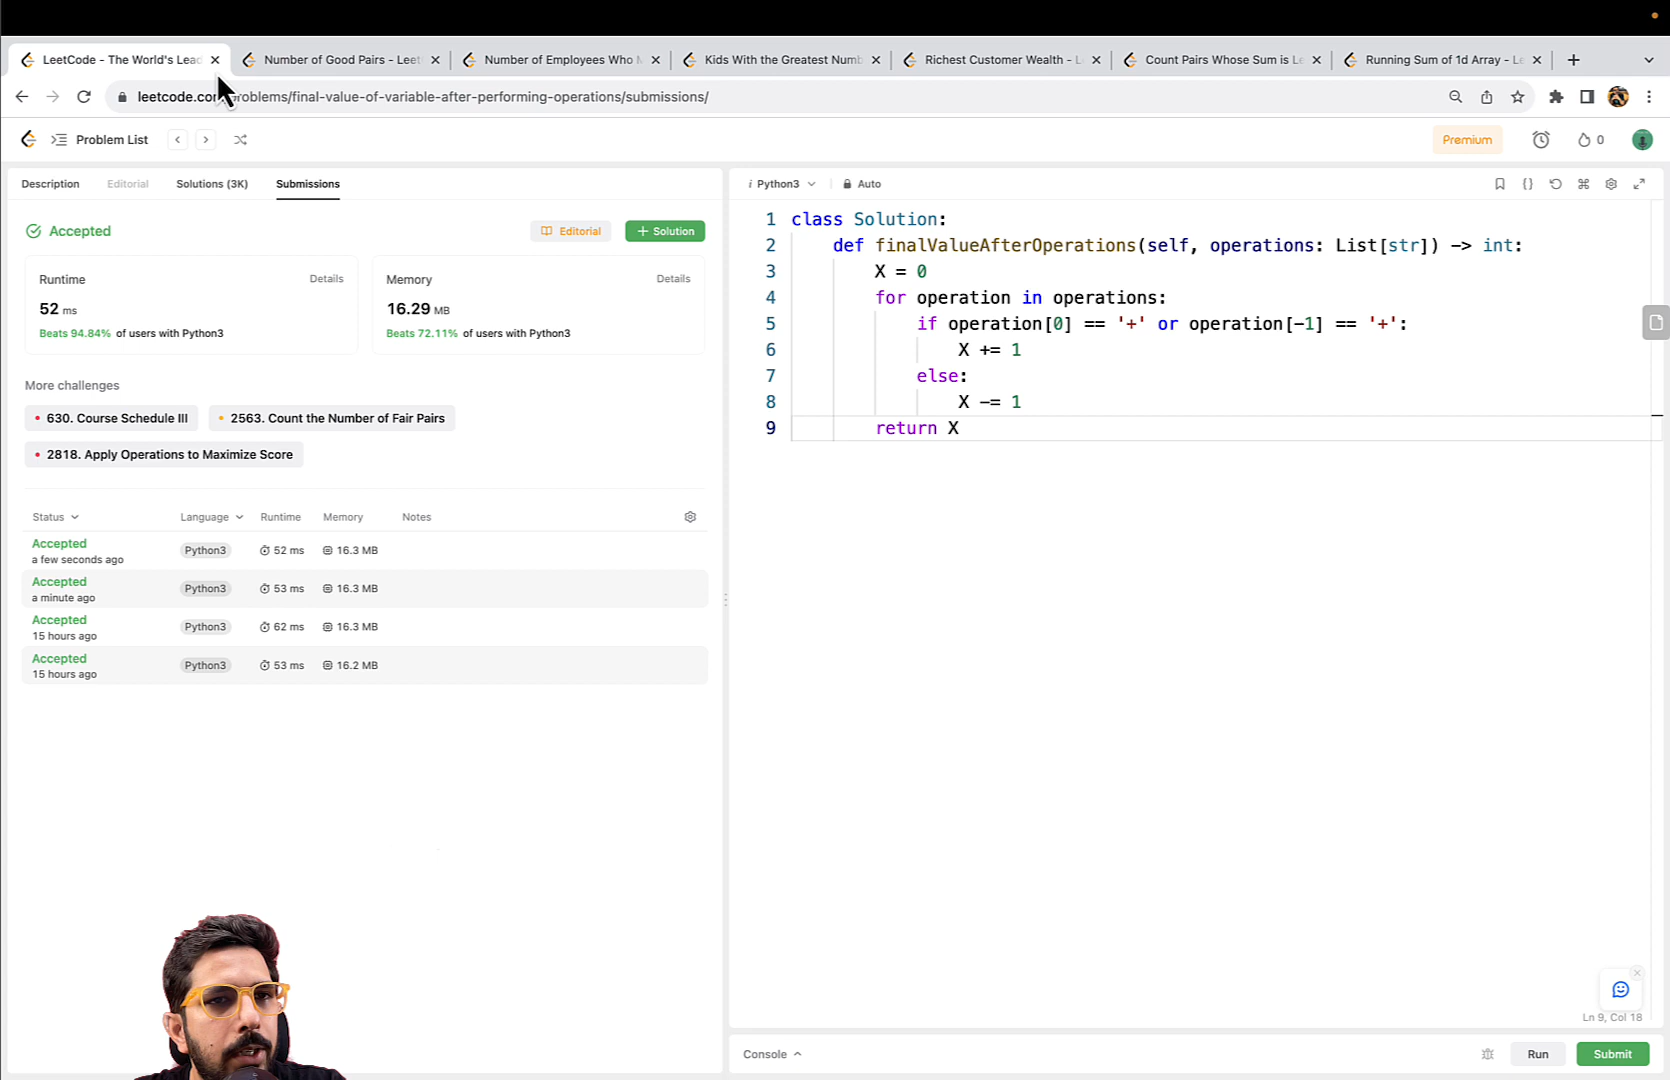 LeetCode - The World's Lead
Number of Good Pairs - Leet
Number of Employees Who M
Kids With the Greatest Numb
Richest Customer Wealth - L
Count Pairs Whose Sum is Le
Running Sum of 1d Array - Le
leetcode.com/problems/final-value-of-variable-after-performing-operations/submissions/
Problem List
Premium
0
Description Editorial Solutions (3K) Submissions
Accepted
Editorial
+ Solution
Runtime Details
52 ms
Beats 94.84% of users with Python3
Memory Details
16.29 MB
Beats 72.11% of users with Python3
More challenges
630. Course Schedule III
2563. Count the Number of Fair Pairs
2818. Apply Operations to Maximize Score
Status Language Runtime Memory Notes
Accepted
a few seconds ago
Python3 52 ms 16.3 MB
Accepted
a minute ago
Python3 53 ms 16.3 MB
Accepted
15 hours ago
Python3 62 ms 16.3 MB
Accepted
15 hours ago
Python3 53 ms 16.2 MB
i Python3 Auto
1 class Solution:
2 def finalValueAfterOperations(self, operations: List[str]) -> int:
3 X = 0
4 for operation in operations:
5 if operation[0] == '+' or operation[-1] == '+':
6 X += 1
7 else:
8 X -= 1
9 return X
Ln 9, Col 18
Console
Run
Submit